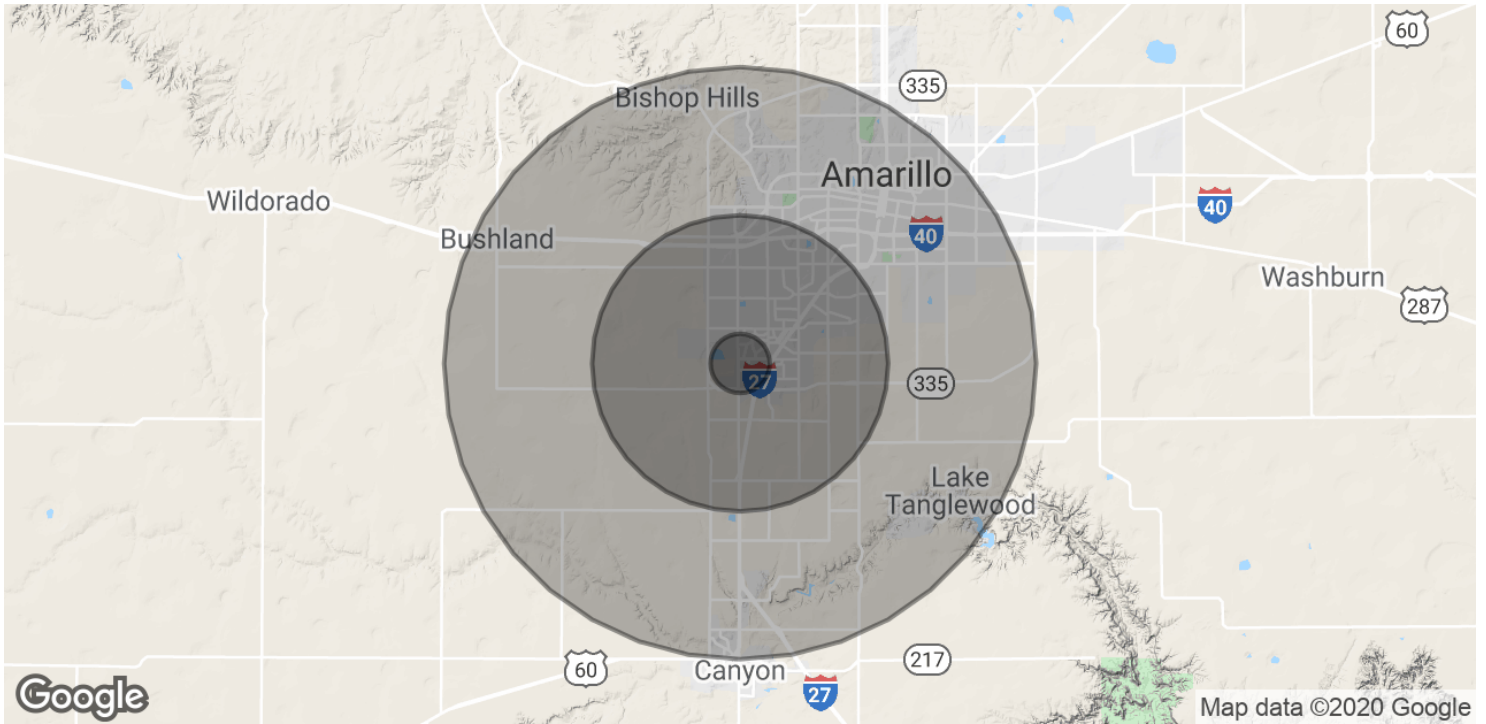 60
Bishop Hills
335
Amarillo
Wildorado
40
Bushland
40
Washburn
287
27
335
Lake
Tanglewood
60
Canyon
217
27
Google
Map data ©2020 Google